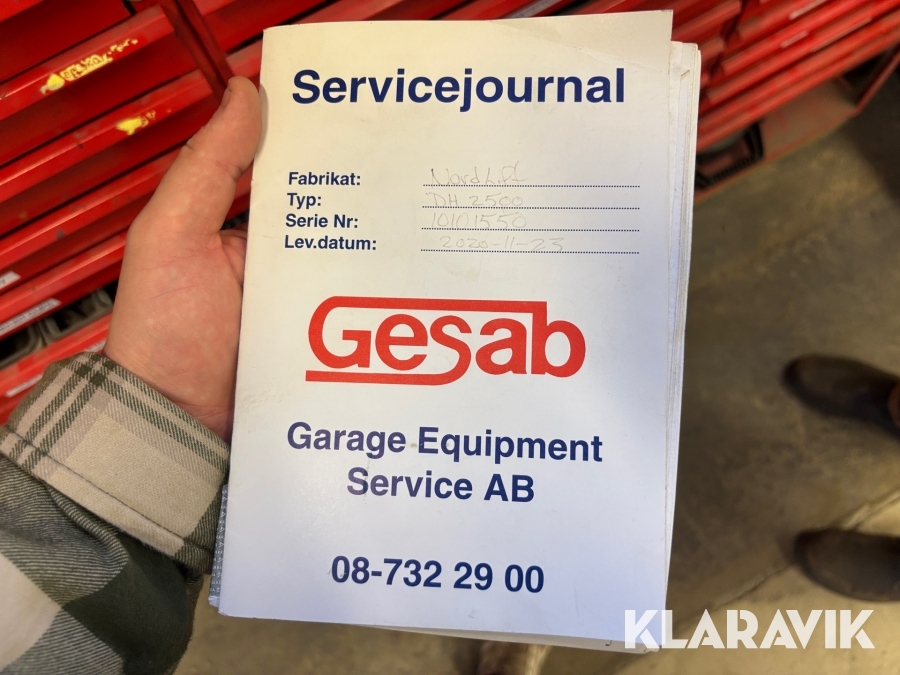 Servicejournal
Fabrikat: NordLift
Typ: DH 2500
Serie Nr: 10101550
Lev.datum: 2020-11-23
Gesab
Garage Equipment
Service AB
08-732 29 00
KLARAVIK